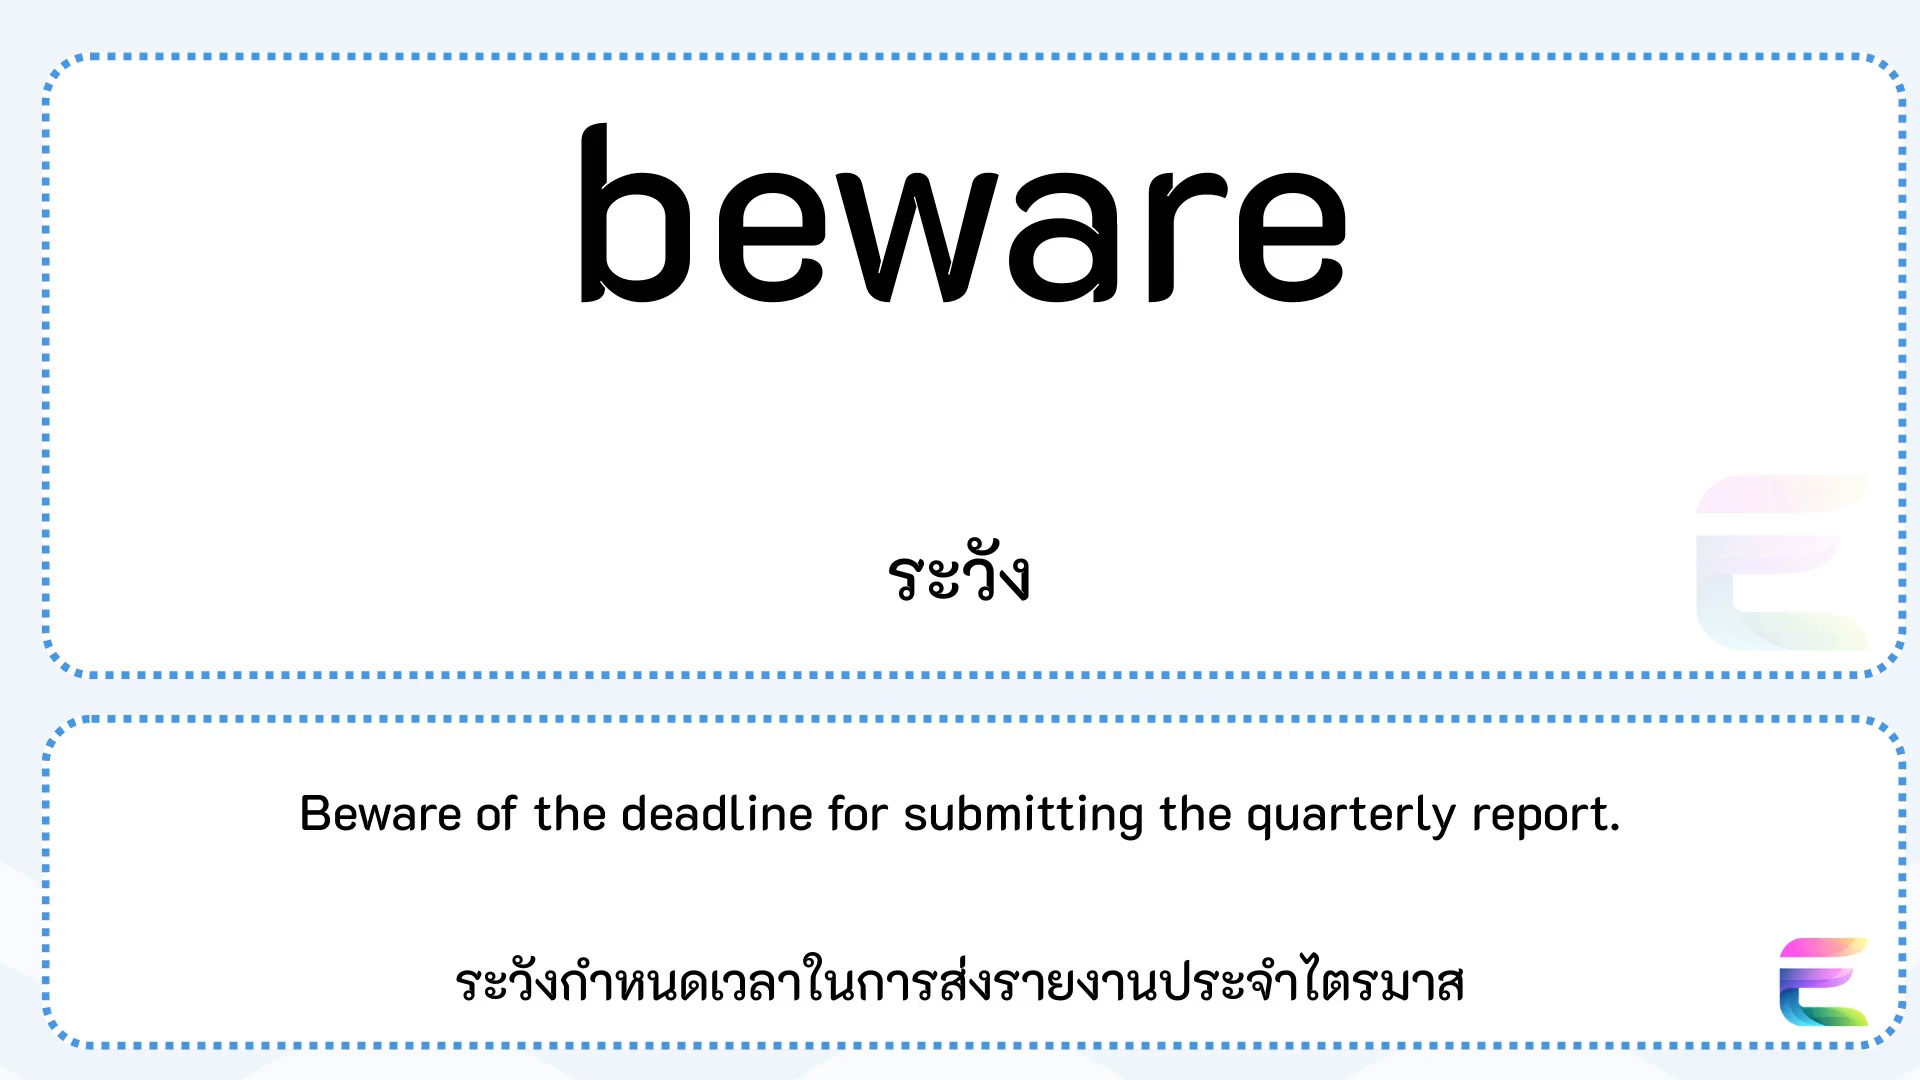 beware
ระวัง
Beware of the deadline for submitting the quarterly report.
ระวังกำหนดเวลาในการส่งรายงานประจำไตรมาส